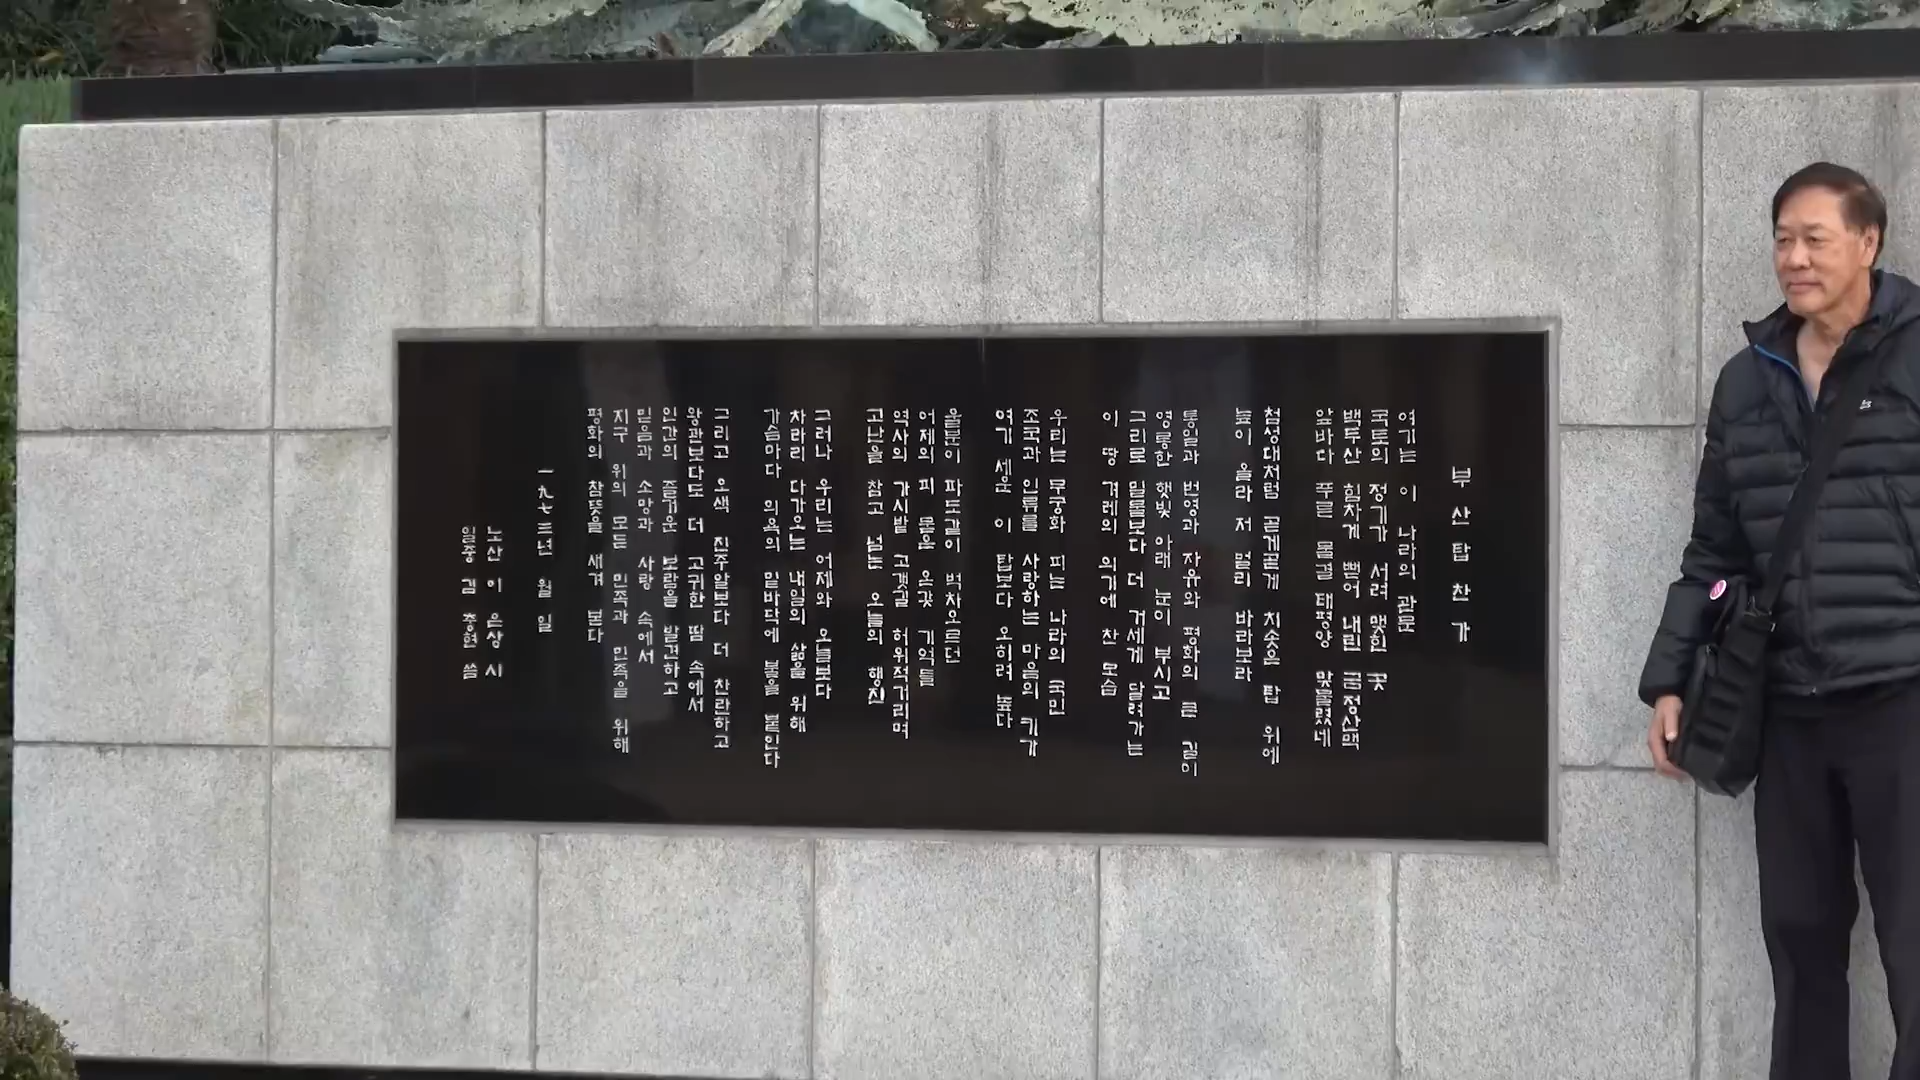 부산탑찬가
여기는 이 나라의 관문
국토의 정기가 서려 맺힌 곳
백두산 힘차게 뻗어 내린 굼정산맥
앞바다 푸른 물결 태평양 맞물렸네
첨성대처럼 곧게곧게 치솟은 탑 위에
높이 올라 저 멀리 바라보라
통일과 번영과 자유와 평화의 큰 길이
영롱한 햇빛 아래 눈이 부시고
그리로 밀물보다 더 거세게 달려가는
이 땅 겨레의 의기에 찬 모습
우리는 무궁화 피는 나라의 국민
조국과 인류를 사랑하는 마음의 키가
여기 세운 이 탑보다 오히려 높다
울분이 파도같이 벅차오르던
어제의 피 묻은 온갖 기억들
역사의 가시밭 고갯길 허위적거리며
고난을 참고 넘는 오늘의 행진
그러나 우리는 어제와 오늘보다
차라리 다가오는 내일의 삶을 위해
가슴마다 의욕의 밑바닥에 불을 붙인다
그리고 오색 진주알보다 더 찬란하고
왕관보다도 더 고귀한 땀 속에서
인간의 즐거운 보람을 발견하고
믿음과 소망과 사랑 속에서
지구 위의 모든 민족과 민족을 위해
평화의 참뜻을 새겨 본다
一九七三년 월 일
노산 이은상 시
일중 김충현 씀